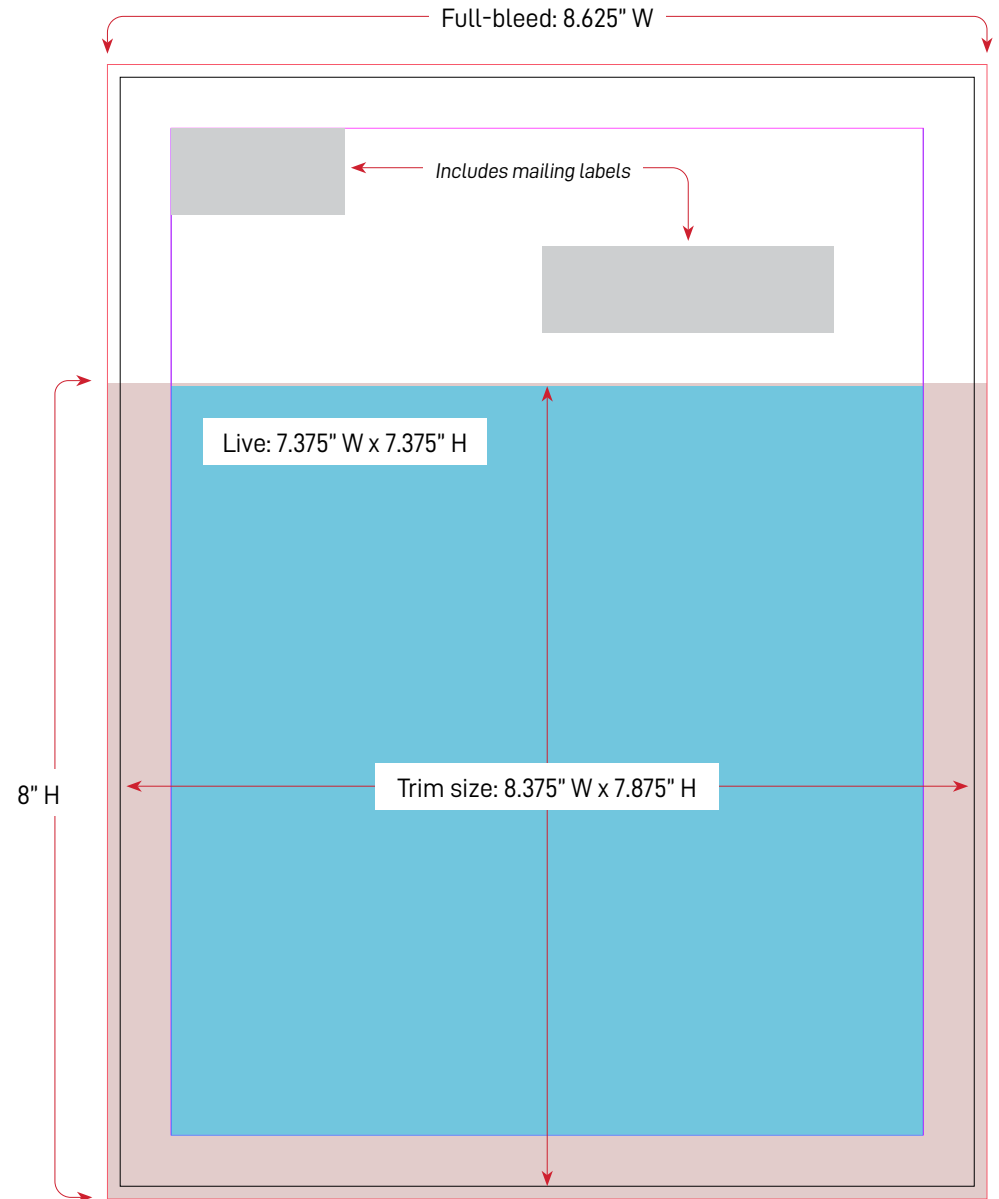 Full-bleed: 8.625” W
Includes mailing labels
Live: 7.375” W x 7.375” H
Trim size: 8.375” W x 7.875” H
8” H